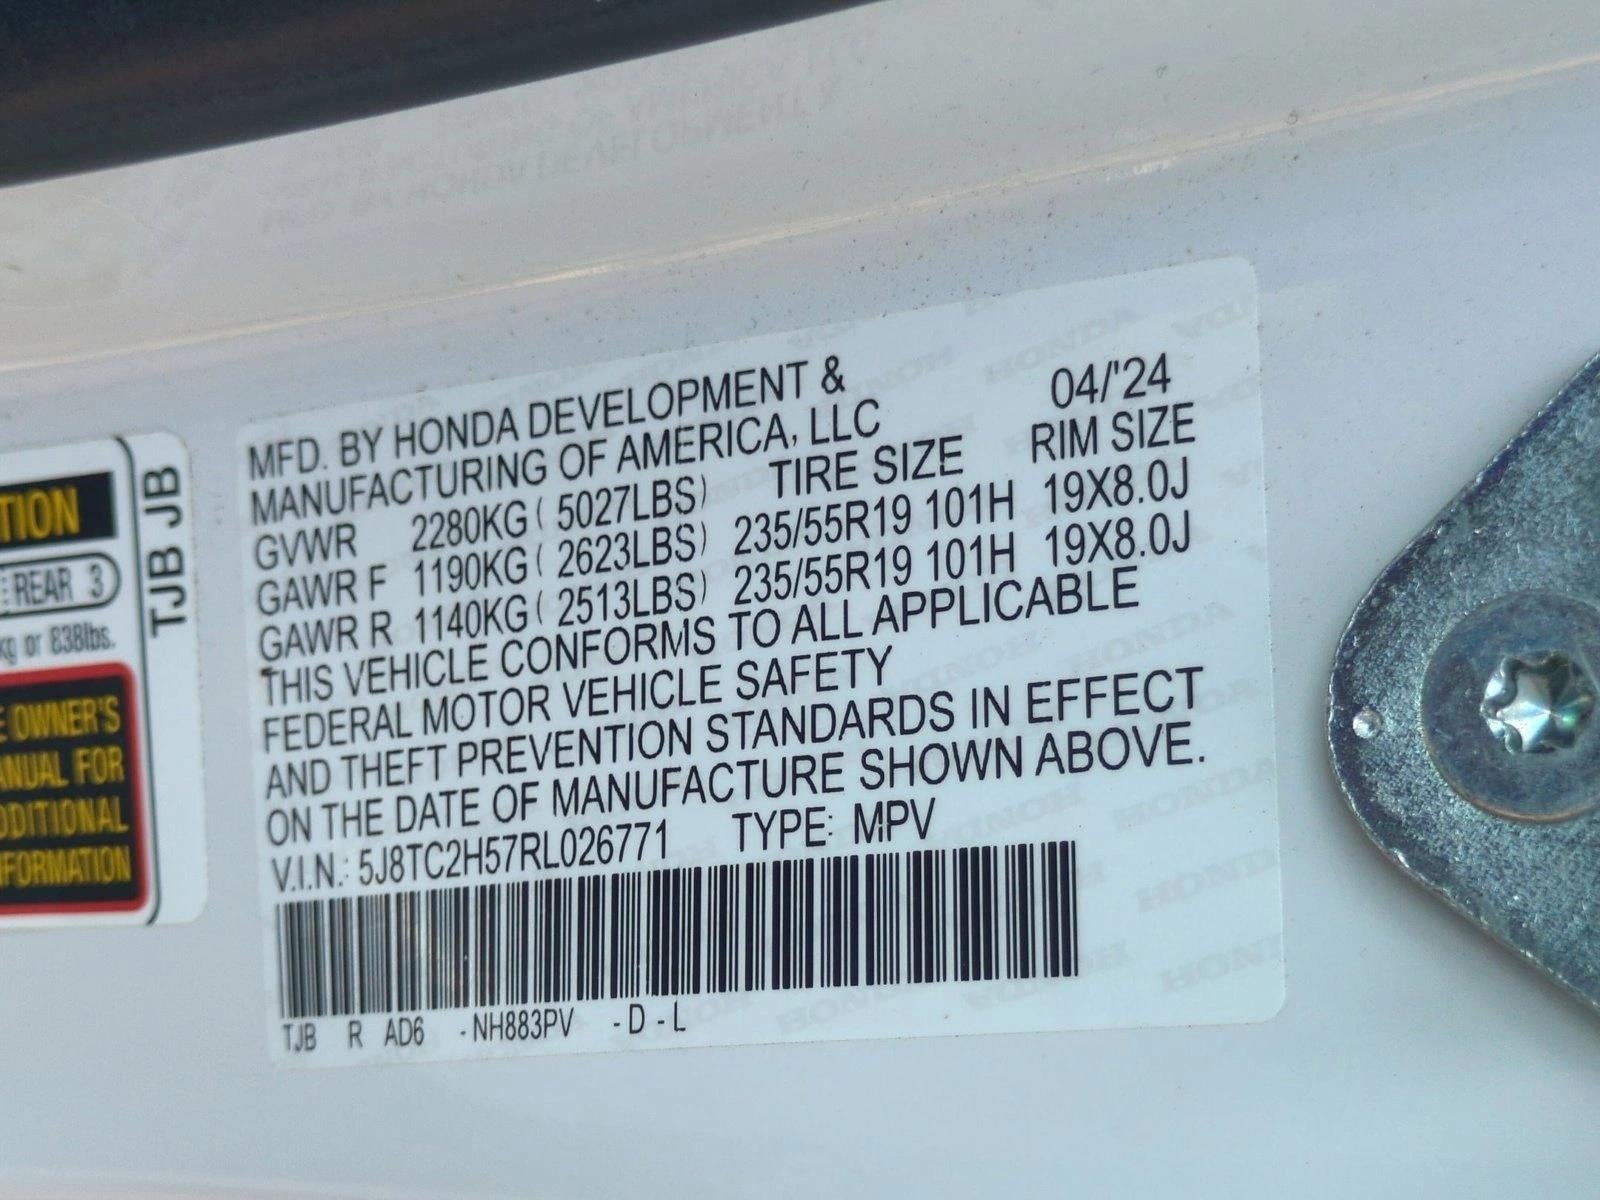 TION
REAR 3
kg or 838lbs.
E OWNER'S
ANUAL FOR
DDITIONAL
NFORMATION
TJB JB
MFD. BY HONDA DEVELOPMENT &
MANUFACTURING OF AMERICA, LLC 04/'24
GVWR 2280KG ( 5027LBS) TIRE SIZE RIM SIZE
GAWR F 1190KG ( 2623LBS) 235/55R19 101H 19X8.0J
GAWR R 1140KG ( 2513LBS) 235/55R19 101H 19X8.0J
THIS VEHICLE CONFORMS TO ALL APPLICABLE
FEDERAL MOTOR VEHICLE SAFETY
AND THEFT PREVENTION STANDARDS IN EFFECT
ON THE DATE OF MANUFACTURE SHOWN ABOVE.
V.I.N.: 5J8TC2H57RL026771 TYPE: MPV
TJB R AD6 -NH883PV -D -L